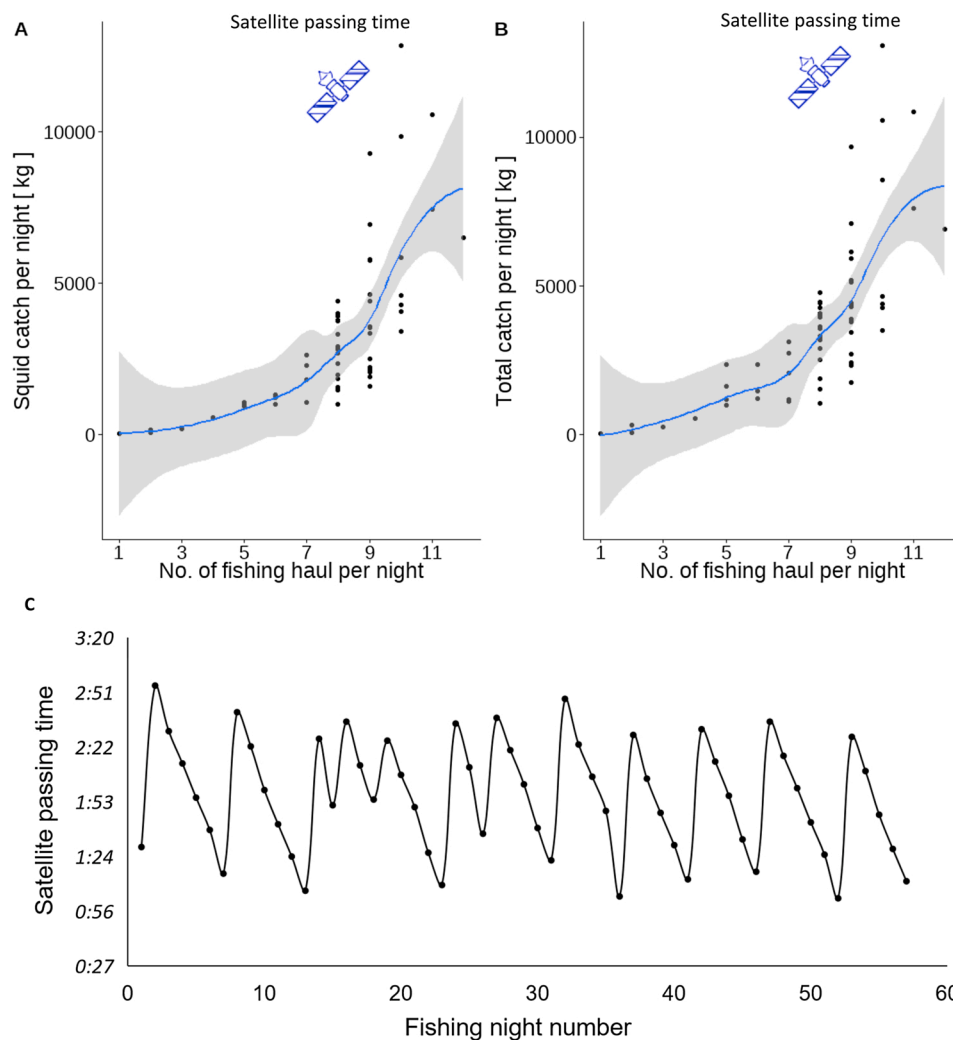 A
Satellite passing time
Squid catch per night [ kg ]
10000
5000
0
1 3 5 7 9 11
No. of fishing haul per night
B
Satellite passing time
Total catch per night [ kg ]
10000
5000
0
1 3 5 7 9 11
No. of fishing haul per night
C
Satellite passing time
3:20
2:51
2:22
1:53
1:24
0:56
0:27
0 10 20 30 40 50 60
Fishing night number